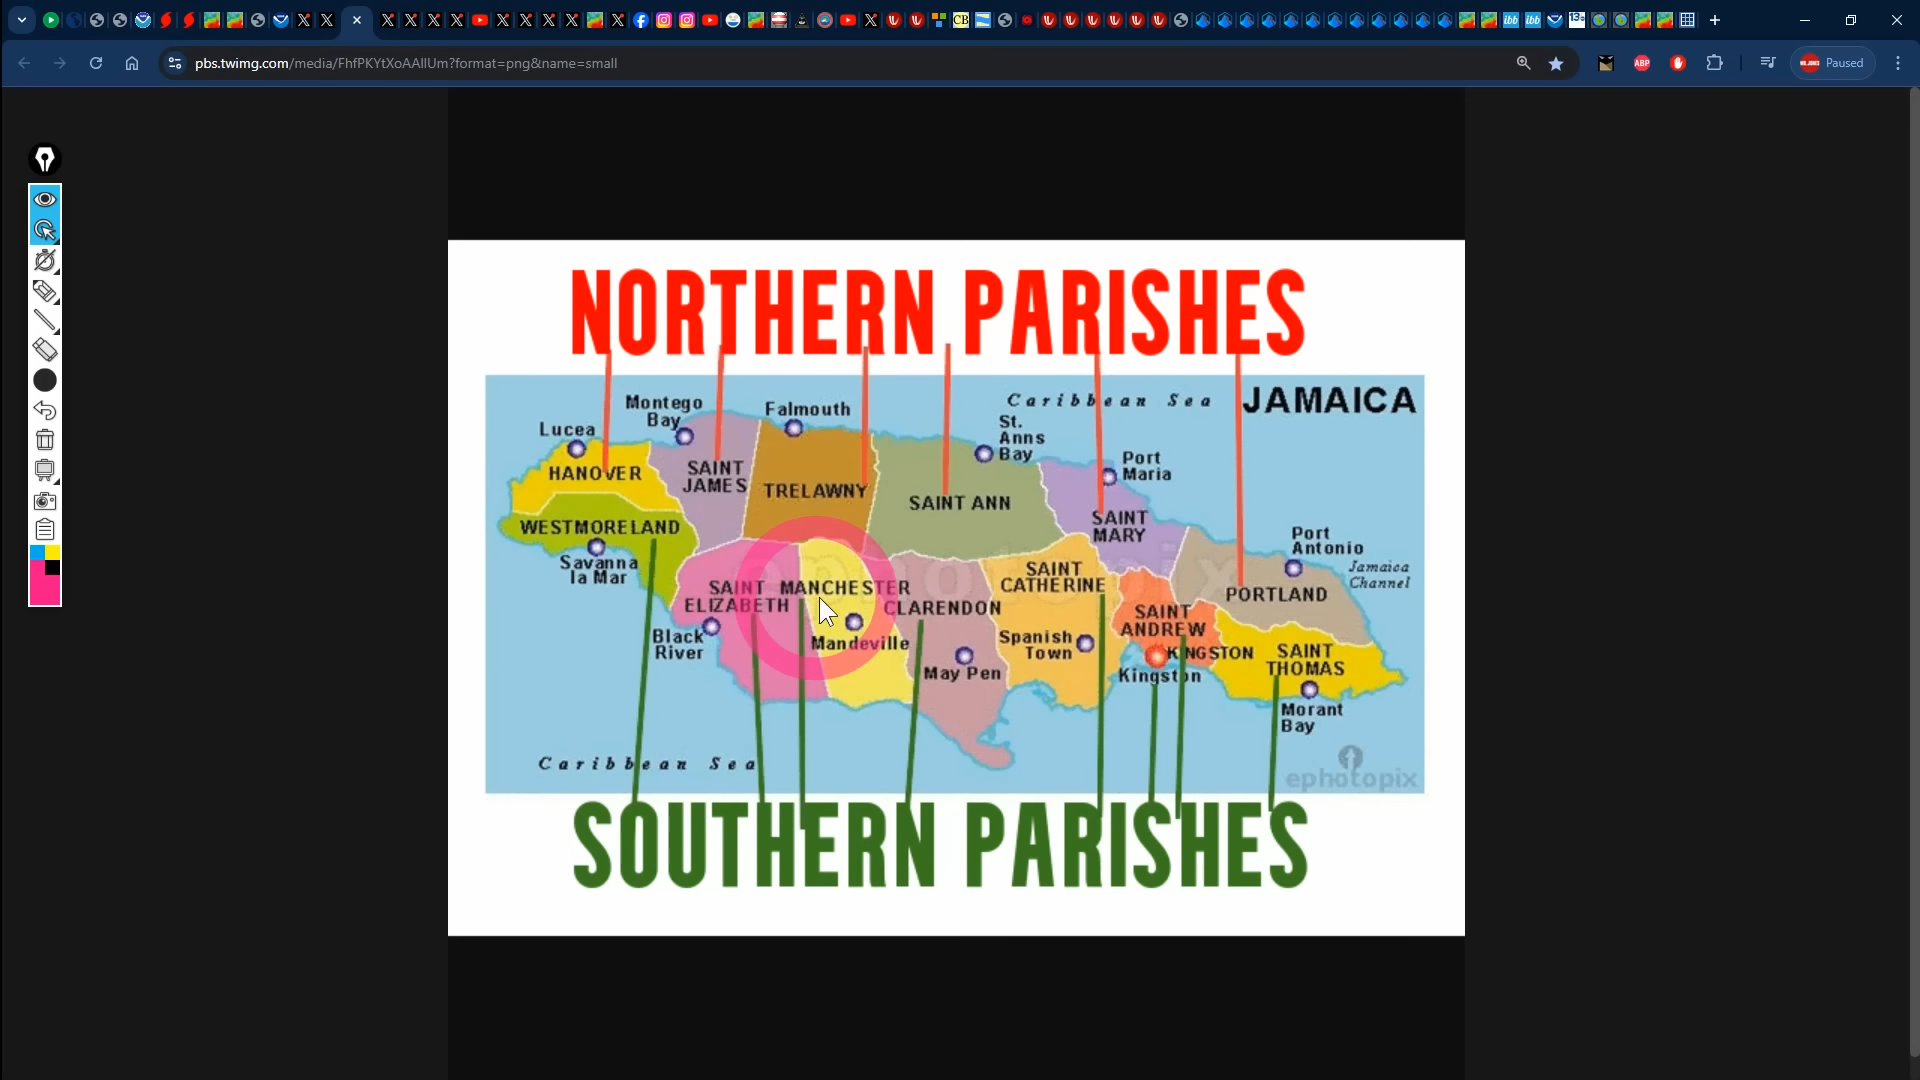 pbs.twimg.com/media/FhfPKYtXoAAllUm?format=png&name=small
ABP
Paused
NORTHERN PARISHES
JAMAICA
Caribbean Sea
Montego
Bay
Falmouth
Lucea
St.
Anns
Bay
Port
Maria
HANOVER
SAINT
JAMES
TRELAWNY
SAINT ANN
SAINT
MARY
WESTMORELAND
Savanna
la Mar
Port
Antonio
Jamaica
Channel
PORTLAND
SAINT
ELIZABETH
MANCHESTER
CLARENDON
SAINT
CATHERINE
SAINT
ANDREW
Black
River
Mandeville
May Pen
Spanish
Town
KINGSTON
Kingston
SAINT
THOMAS
Morant
Bay
Caribbean Sea
ephotopix
ephotopix
SOUTHERN PARISHES